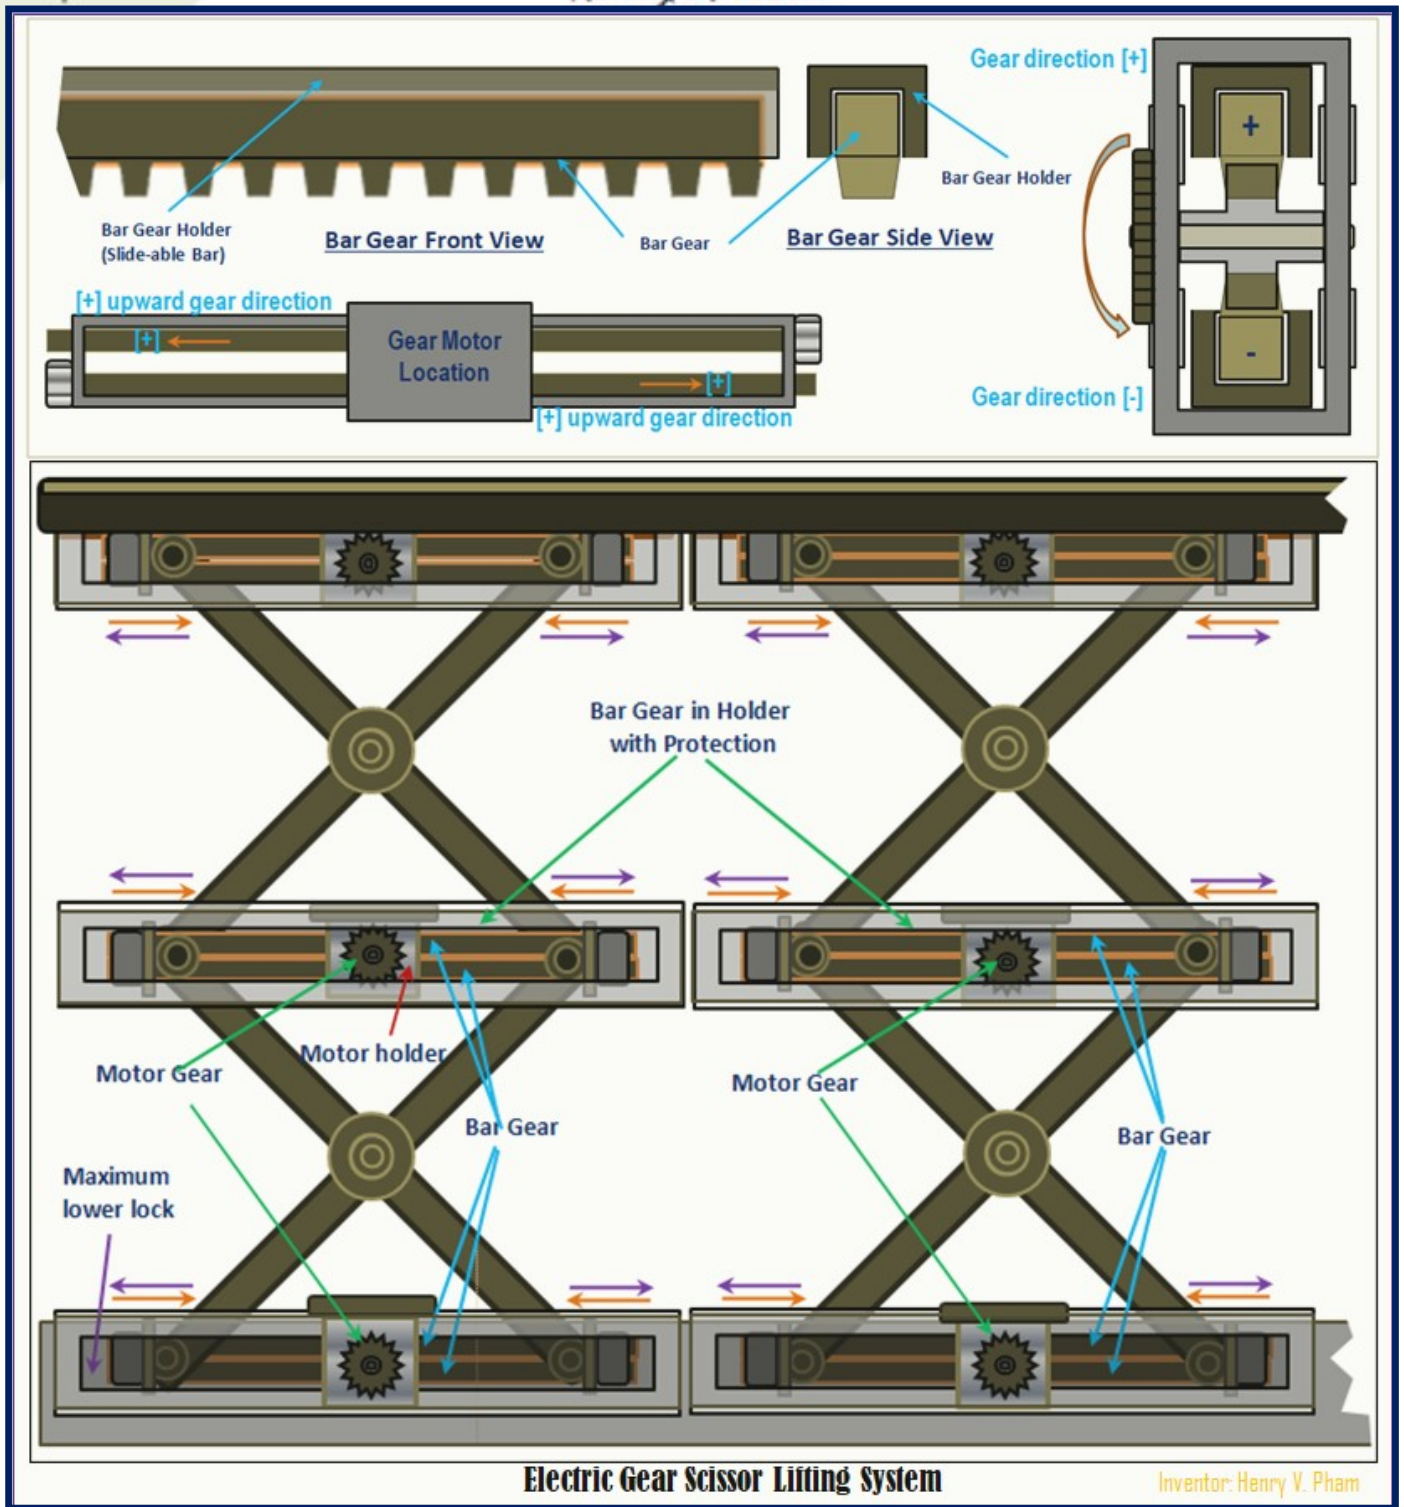 Gear direction [+]
+
Bar Gear Holder
Bar Gear Holder
(Slide-able Bar)
Bar Gear Front View
Bar Gear
Bar Gear Side View
[+] upward gear direction
[+]
Gear Motor
Location
[+]
[+] upward gear direction
-
Gear direction [-]
Bar Gear in Holder
with Protection
Motor holder
Motor Gear
Motor Gear
Bar Gear
Bar Gear
Maximum
lower lock
Electric Gear Scissor Lifting System
Inventor: Henry V. Pham